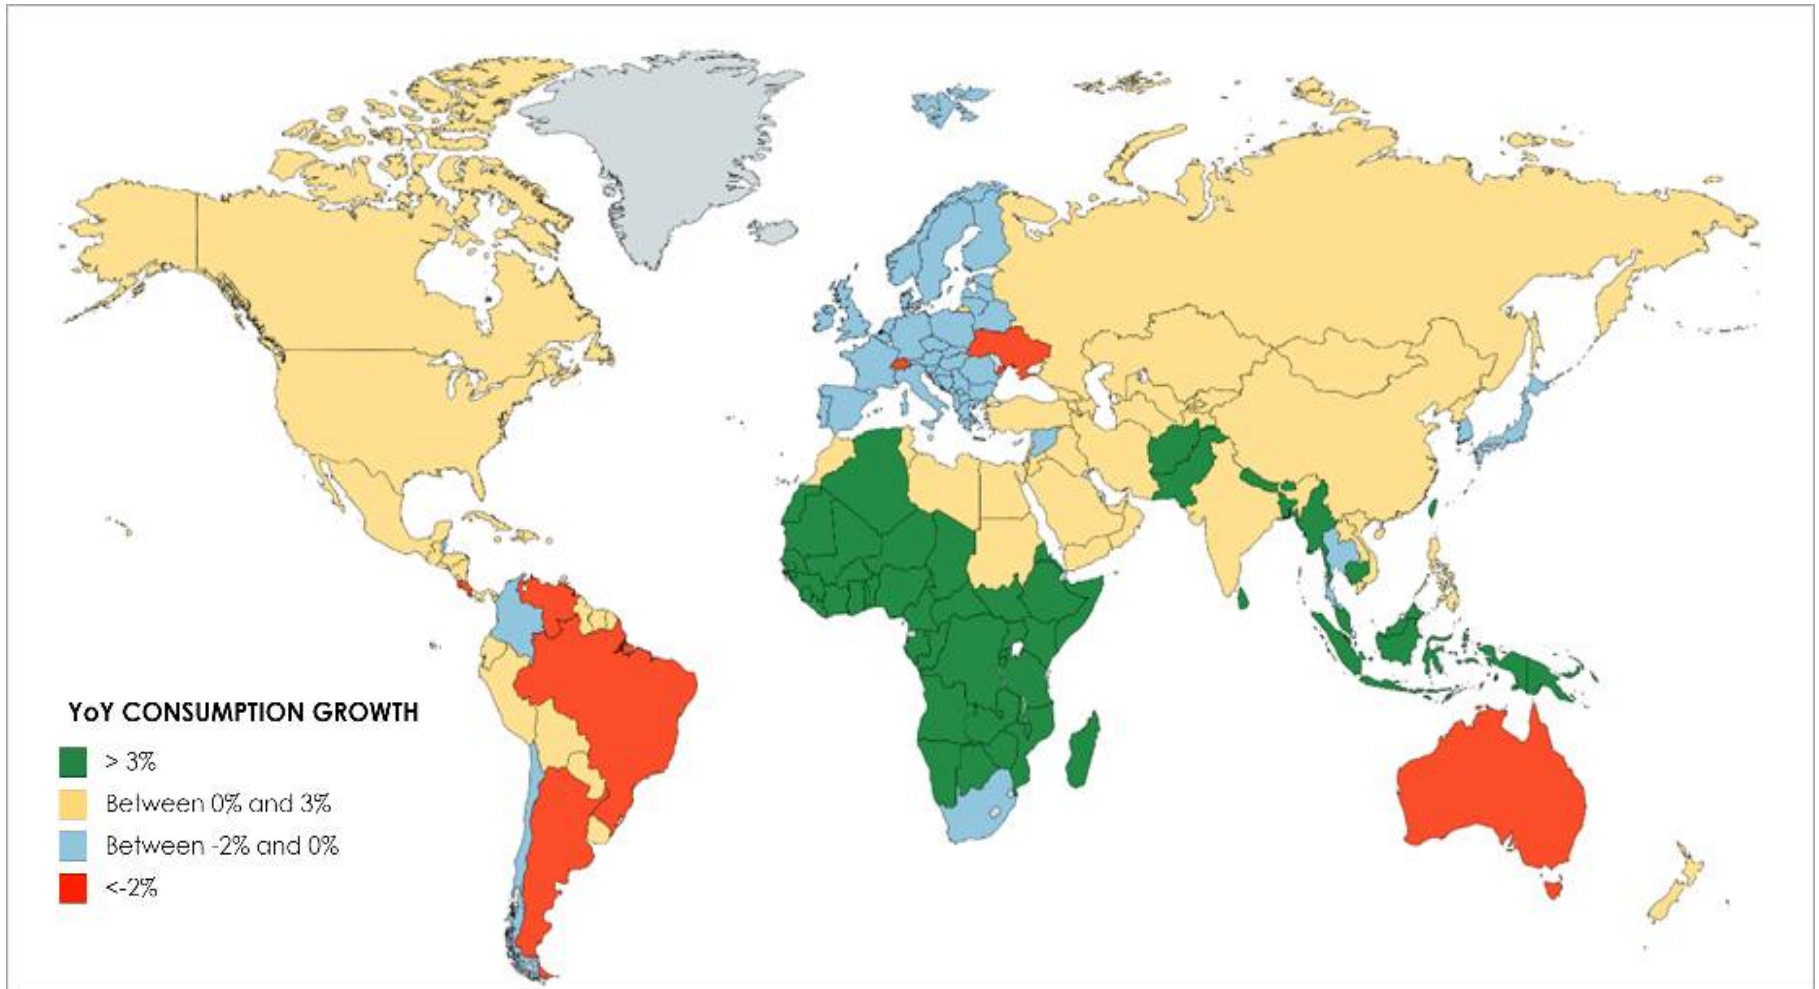 YoY CONSUMPTION GROWTH
> 3%
Between 0% and 3%
Between -2% and 0%
<-2%